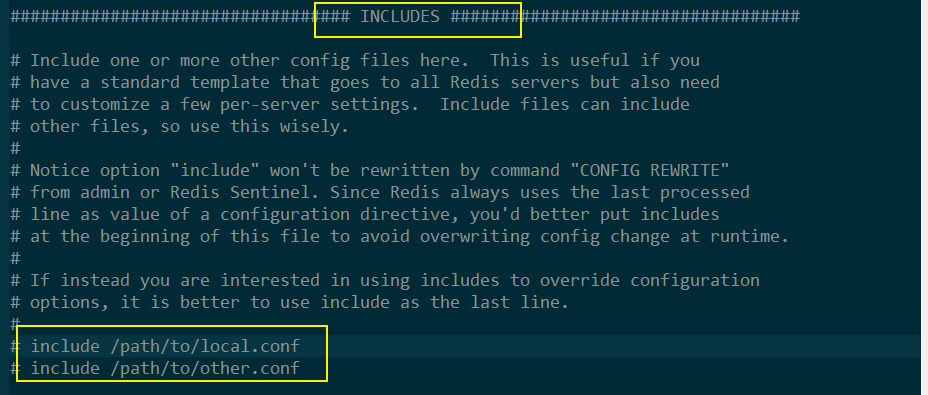 ################################## INCLUDES ###################################

# Include one or more other config files here.  This is useful if you
# have a standard template that goes to all Redis servers but also need
# to customize a few per-server settings.  Include files can include
# other files, so use this wisely.
#
# Notice option "include" won't be rewritten by command "CONFIG REWRITE"
# from admin or Redis Sentinel. Since Redis always uses the last processed
# line as value of a configuration directive, you'd better put includes
# at the beginning of this file to avoid overwriting config change at runtime.
#
# If instead you are interested in using includes to override configuration
# options, it is better to use include as the last line.
#
# include /path/to/local.conf
# include /path/to/other.conf